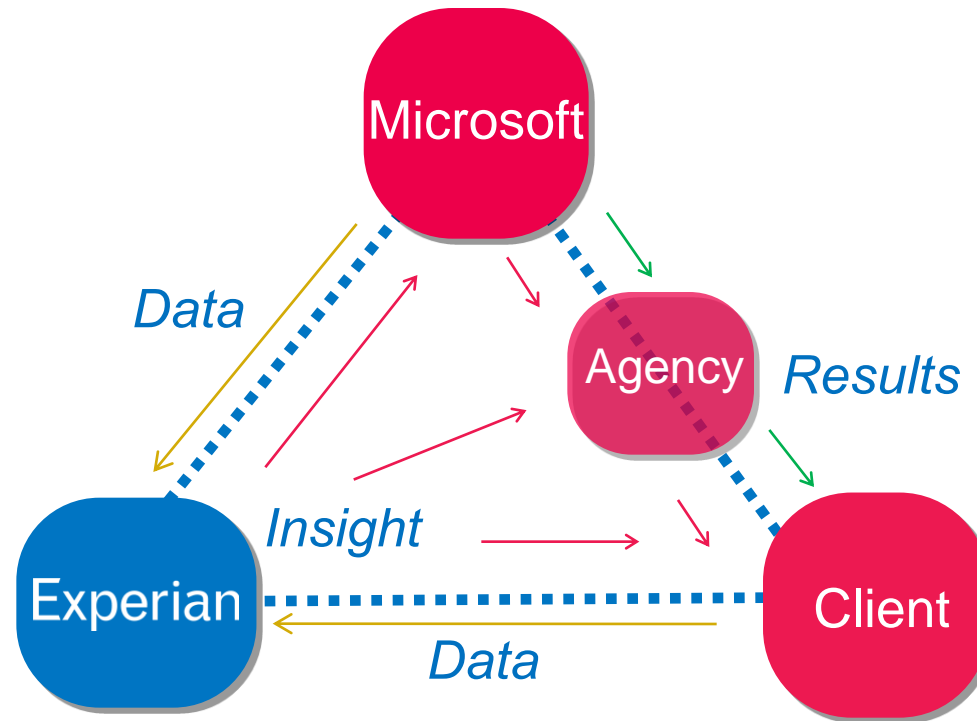 Microsoft
Data
Agency
Results
Insight
Experian
Client
Data